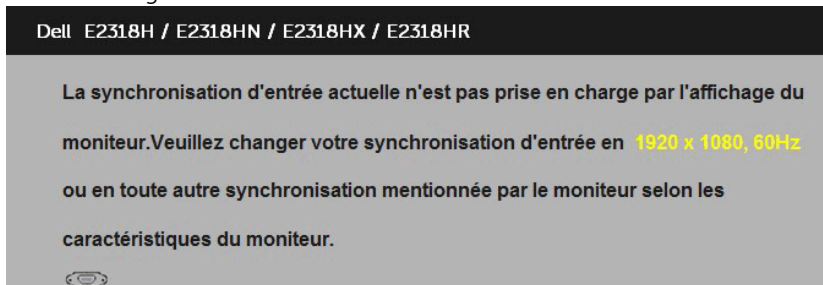 Dell E2318H / E2318HN / E2318HX / E2318HR
La synchronisation d'entrée actuelle n'est pas prise en charge par l'affichage du
moniteur.Veuillez changer votre synchronisation d'entrée en 1920 x 1080, 60Hz
ou en toute autre synchronisation mentionnée par le moniteur selon les
caractéristiques du moniteur.